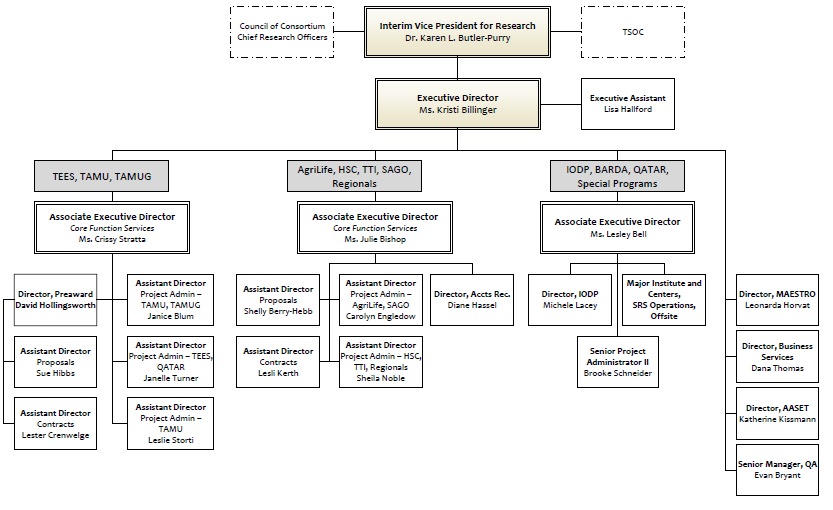 Council of Consortium
Chief Research Officers
Interim Vice President for Research
Dr. Karen L. Butler-Purry
TSOC
Executive Director
Ms. Kristi Billinger
Executive Assistant
Lisa Hallford
TEES, TAMU, TAMUG
AgriLife, HSC, TTI, SAGO,
Regionals
IODP, BARDA, QATAR,
Special Programs
Associate Executive Director
Core Function Services
Ms. Crissy Stratta
Associate Executive Director
Core Function Services
Ms. Julie Bishop
Associate Executive Director
Ms. Lesley Bell
Director, Preaward
David Hollingsworth
Assistant Director
Project Admin –
TAMU, TAMUG
Janice Blum
Assistant Director
Proposals
Shelly Berry-Hebb
Assistant Director
Project Admin –
AgriLife, SAGO
Carolyn Engledow
Director, Accts Rec.
Diane Hassel
Director, IODP
Michele Lacey
Major Institute and
Centers,
SRS Operations,
Offsite
Director, MAESTRO
Leonarda Horvat
Assistant Director
Proposals
Sue Hibbs
Assistant Director
Project Admin – TEES,
QATAR
Janelle Turner
Assistant Director
Contracts
Lesli Kerth
Assistant Director
Project Admin – HSC,
TTI, Regionals
Sheila Noble
Senior Project
Administrator II
Brooke Schneider
Director, Business
Services
Dana Thomas
Assistant Director
Contracts
Lester Crenwelge
Assistant Director
Project Admin –
TAMU
Leslie Storti
Director, AASET
Katherine Kissmann
Senior Manager, QA
Evan Bryant